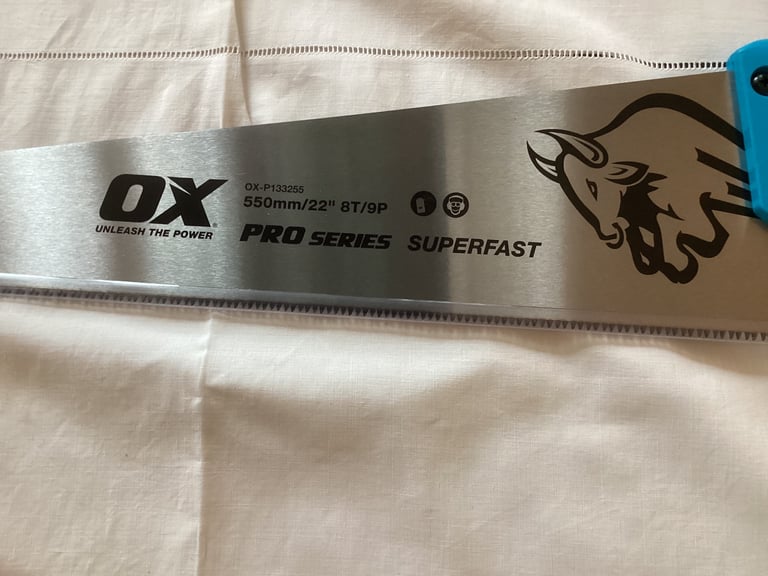 OX
UNLEASH THE POWER
OX-P133255
550mm/22" 8T/9P
PRO SERIES SUPERFAST